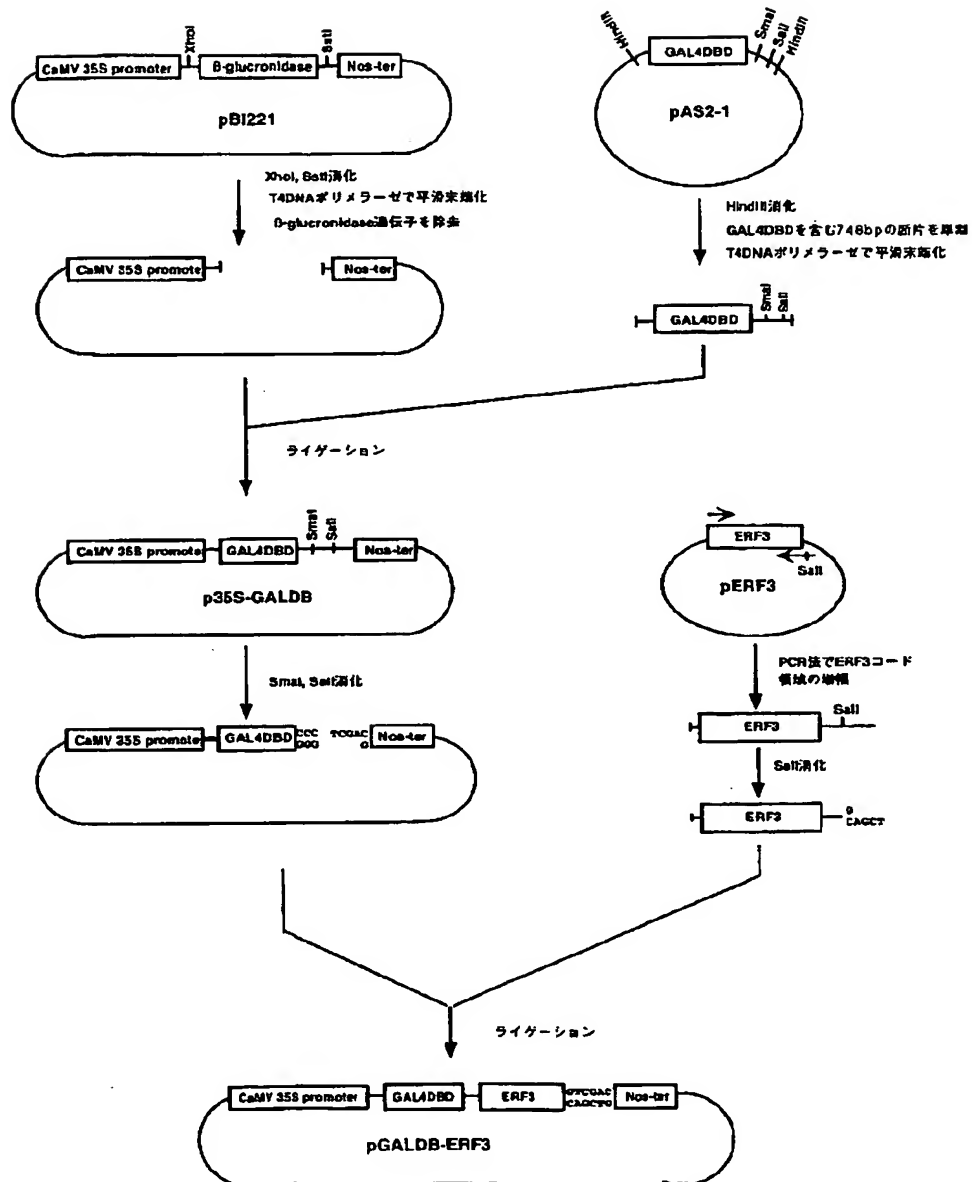 XhoI
SstI
CaMV 35S promoter
β-glucronidase
Nos-ter
pBI221
HindIII
GAL4DBD
SmaI
SalI
HindIII
pAS2-1
XhoI, SstI消化
T4DNAポリメラーゼで平滑末端化
β-glucronidase遺伝子を除去
HindIII消化
GAL4DBDを含む748bpの断片を単離
T4DNAポリメラーゼで平滑末端化
CaMV 35S promote
Nos-ter
GAL4DBD
SmaI
SalI
ライゲーション
CaMV 35S promote
GAL4DBD
SmaI
SalI
Nos-ter
p35S-GALDB
ERF3
SalI
pERF3
SmaI, SalI消化
PCR法でERF3コード
領域の増幅
CaMV 35S promote
GAL4DBD
CCC
GGG
TCGAC
G
Nos-ter
ERF3
SalI
SalI消化
ERF3
G
CAGCT
ライゲーション
CaMV 35S promoter
GAL4DBD
ERF3
GTCGAC
CAGCTG
Nos-ter
pGALDB-ERF3